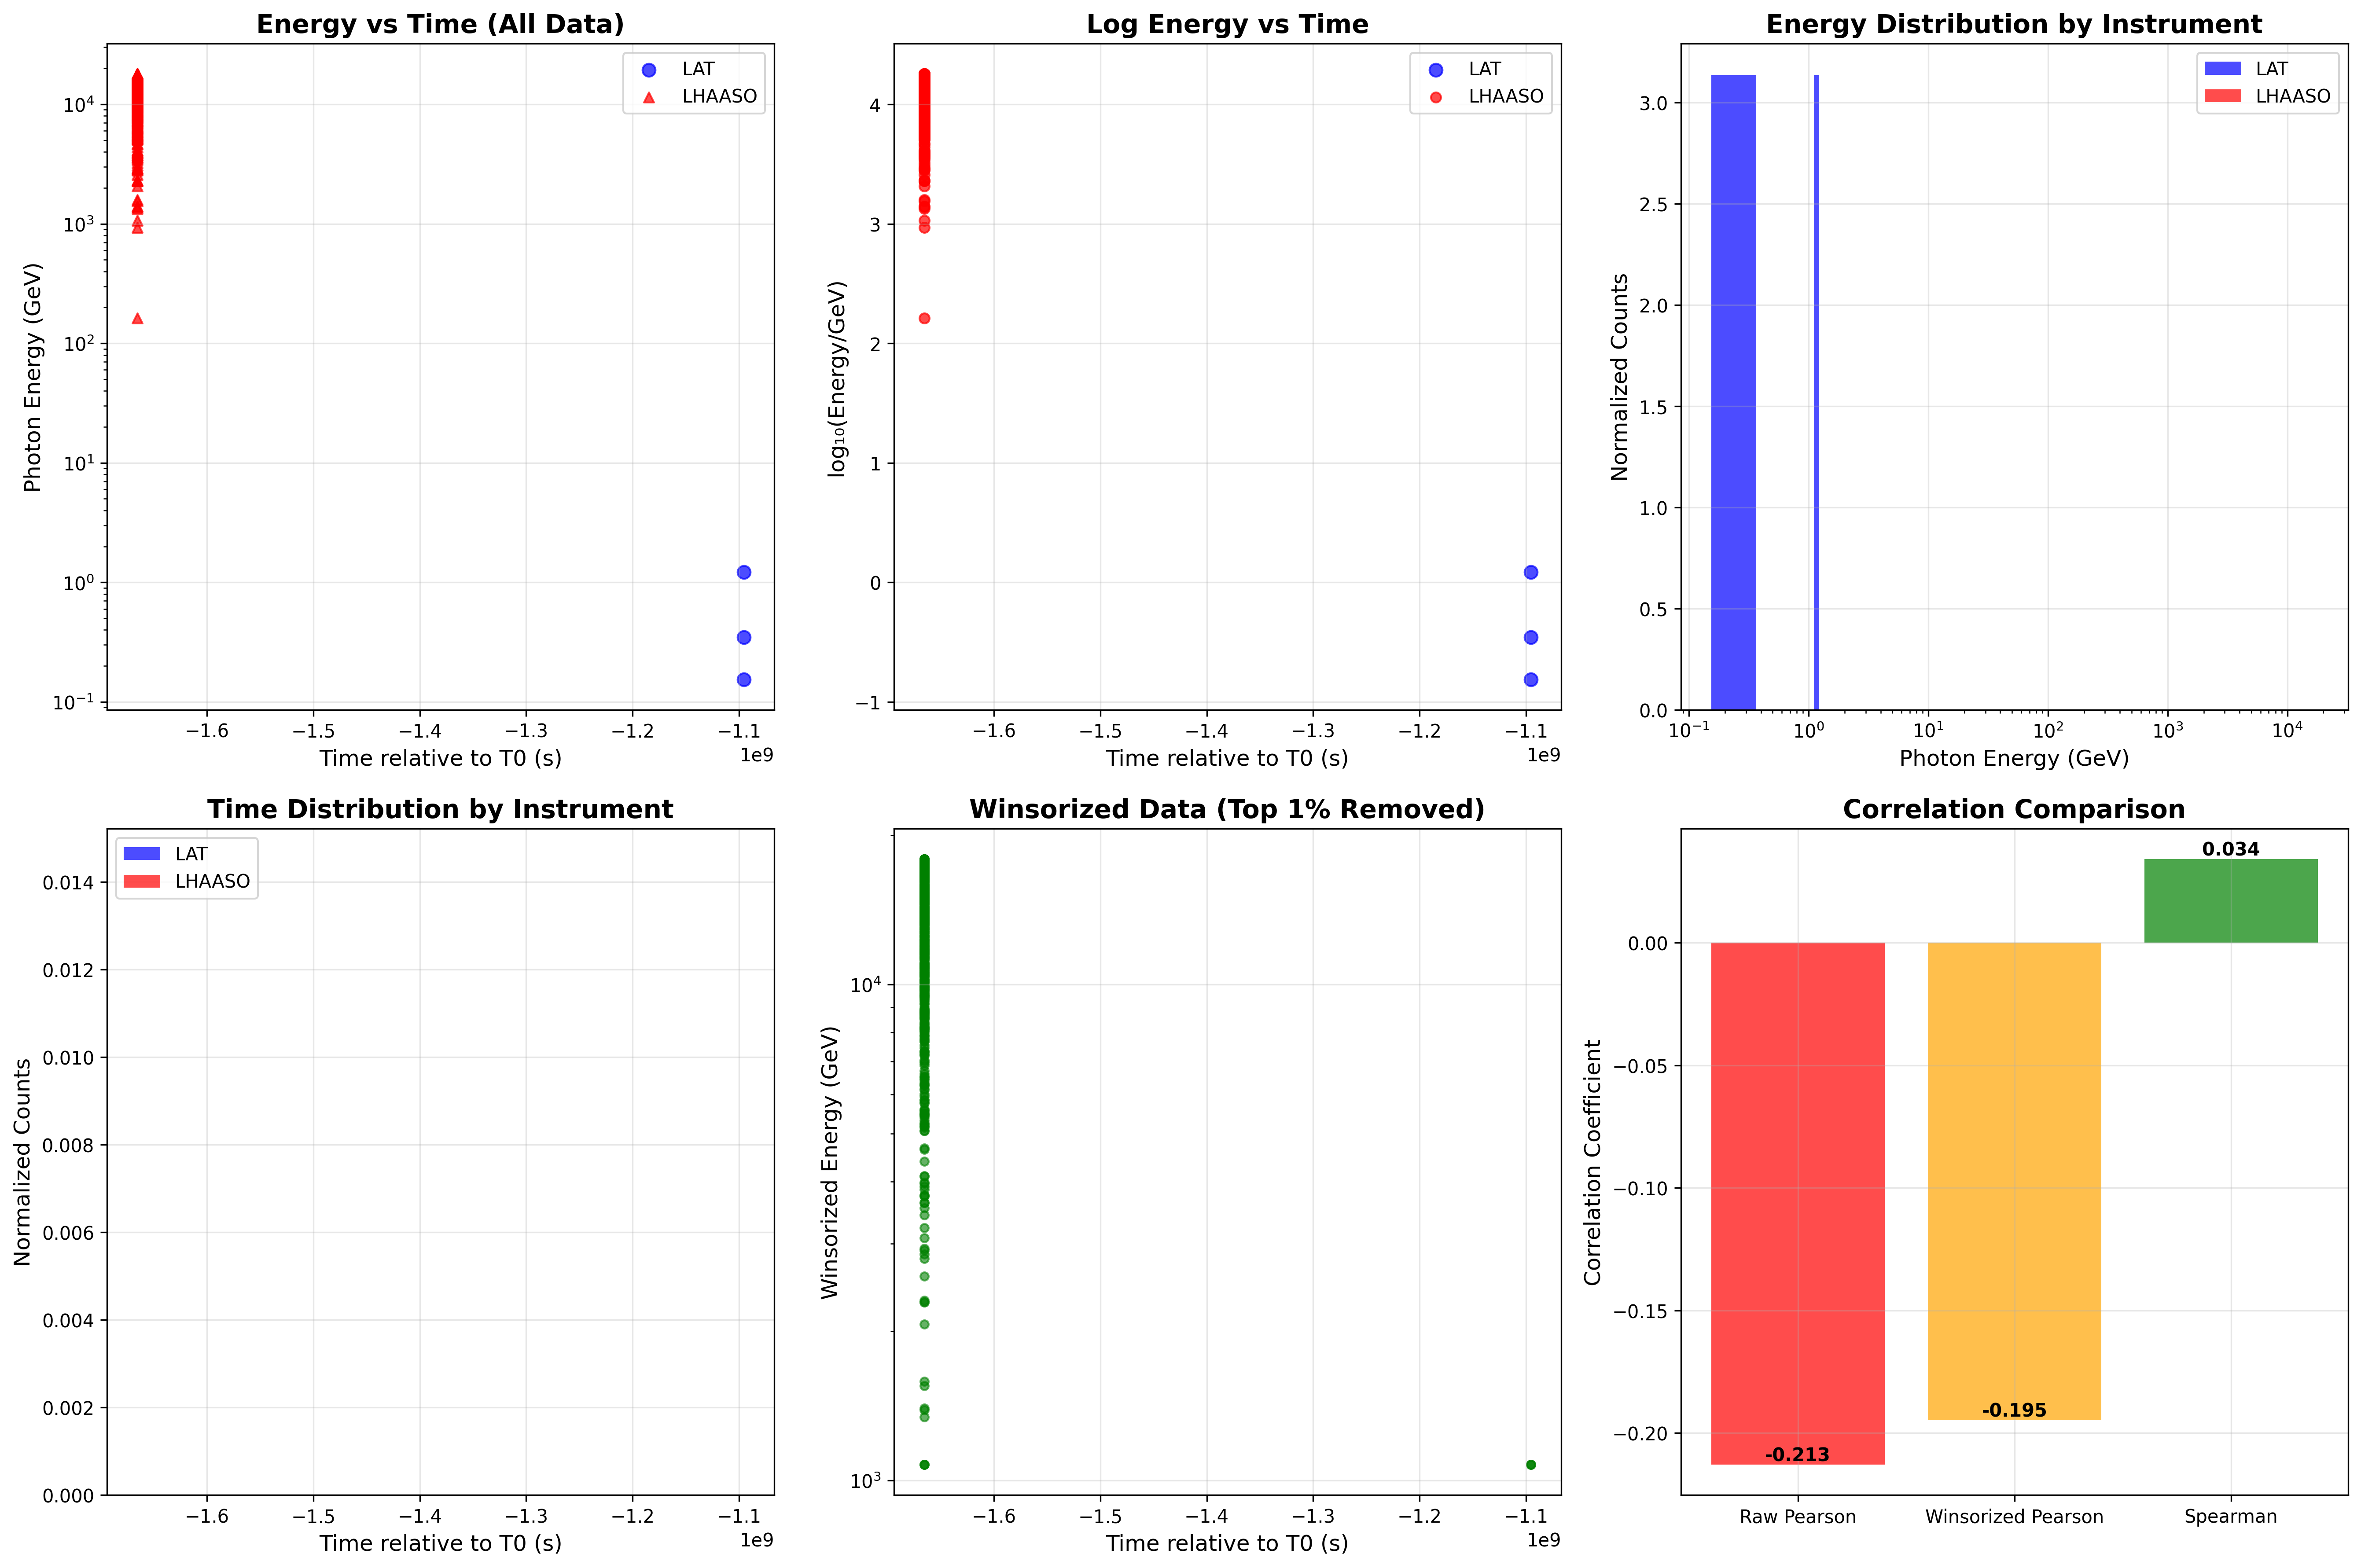 Energy vs Time (All Data)
Photon Energy (GeV)
10⁴
10³
10²
10¹
10⁰
10⁻¹
LAT
LHAASO
−1.6 −1.5 −1.4 −1.3 −1.2 −1.1
1e9
Time relative to T0 (s)
Log Energy vs Time
log₁₀(Energy/GeV)
4
3
2
1
0
−1
LAT
LHAASO
−1.6 −1.5 −1.4 −1.3 −1.2 −1.1
1e9
Time relative to T0 (s)
Energy Distribution by Instrument
Normalized Counts
3.0
2.5
2.0
1.5
1.0
0.5
0.0
LAT
LHAASO
10⁻¹ 10⁰ 10¹ 10² 10³ 10⁴
Photon Energy (GeV)
Time Distribution by Instrument
Normalized Counts
0.014
0.012
0.010
0.008
0.006
0.004
0.002
0.000
LAT
LHAASO
−1.6 −1.5 −1.4 −1.3 −1.2 −1.1
1e9
Time relative to T0 (s)
Winsorized Data (Top 1% Removed)
Winsorized Energy (GeV)
10⁴
10³
−1.6 −1.5 −1.4 −1.3 −1.2 −1.1
1e9
Time relative to T0 (s)
Correlation Comparison
Correlation Coefficient
0.00
−0.05
−0.10
−0.15
−0.20
0.034
-0.195
-0.213
Raw Pearson Winsorized Pearson Spearman